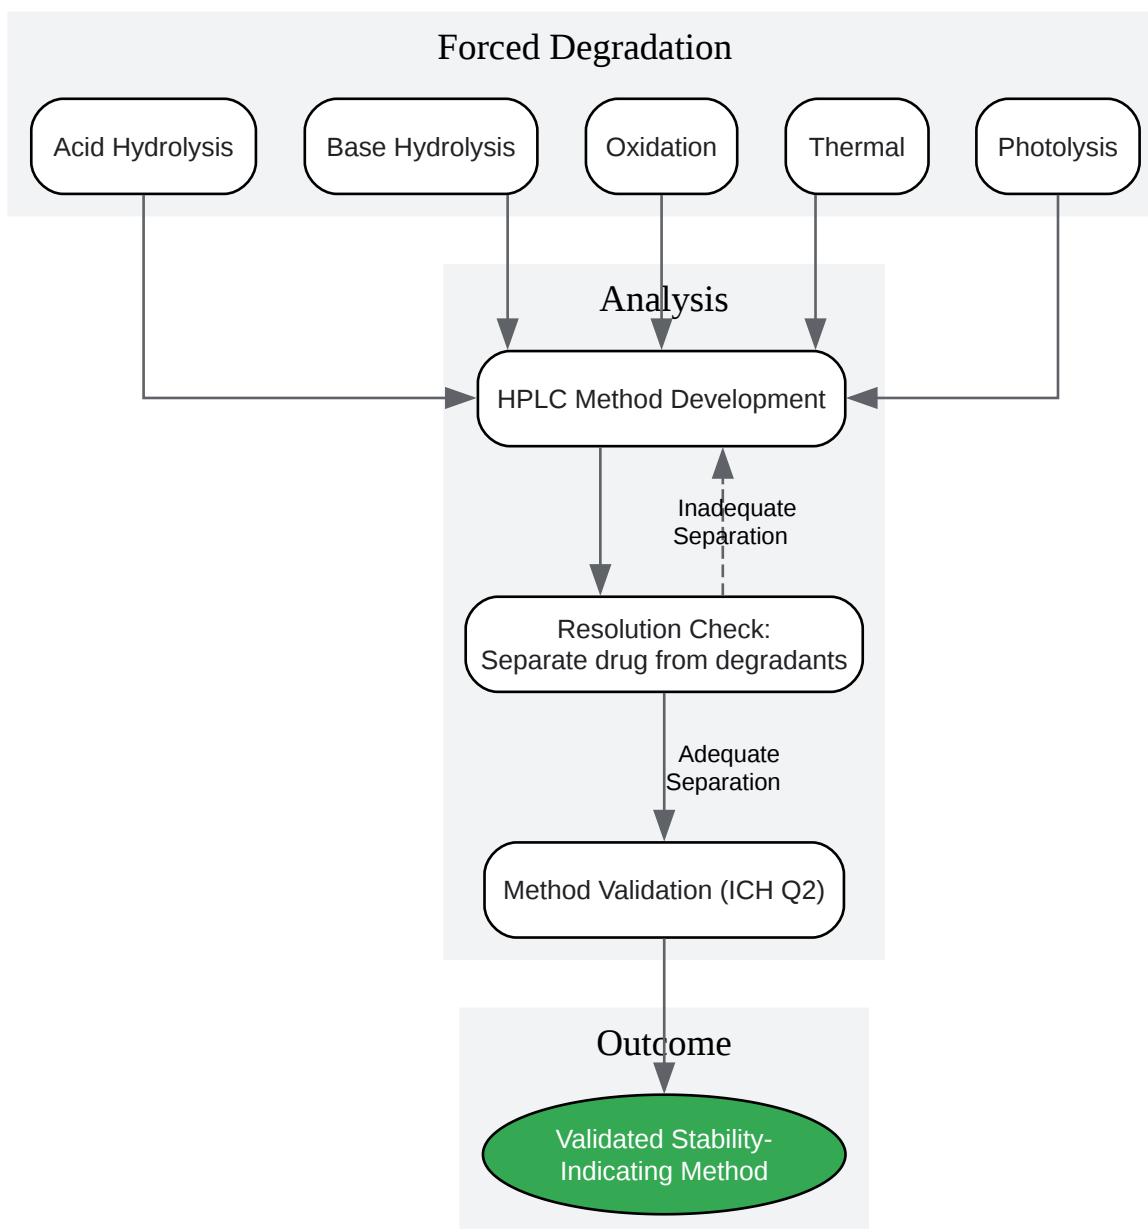 Forced Degradation
Acid Hydrolysis
Base Hydrolysis
Oxidation
Thermal
Photolysis
Analysis
HPLC Method Development
Inadequate
Separation
Resolution Check:
Separate drug from degradants
Adequate
Separation
Method Validation (ICH Q2)
Outcome
Validated Stability-
Indicating Method